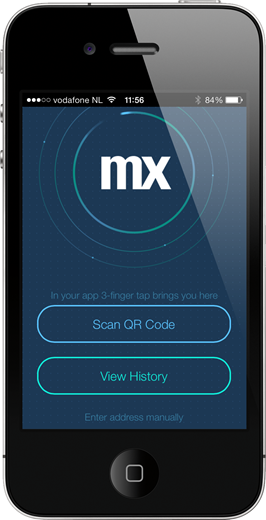 vodafone NL 11:56 84%
mx
In your app 3-finger tap brings you here
Scan QR Code
View History
Enter address manually